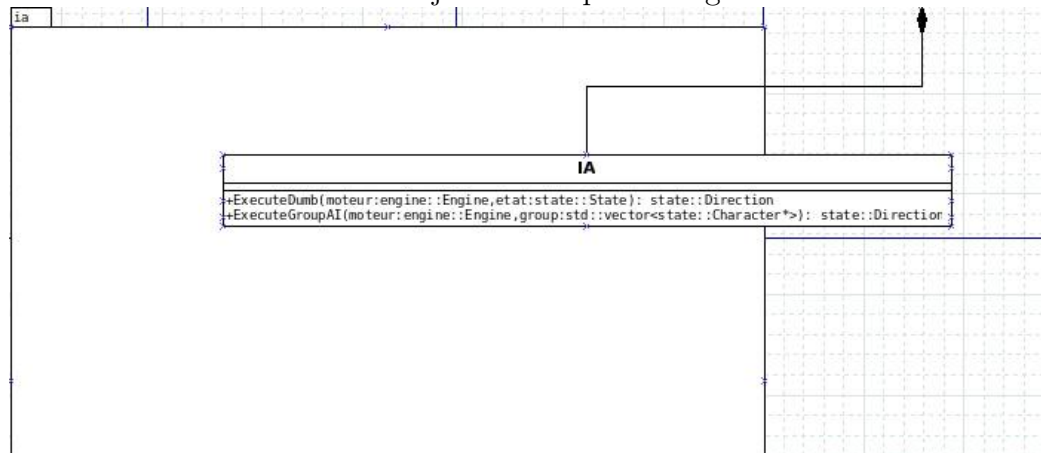 ia
IA
+ExecuteDumb(moteur:engine::Engine,etat:state::State): state::Direction
+ExecuteGroupAI(moteur:engine::Engine,group:std::vector<state::Character*>): state::Direction